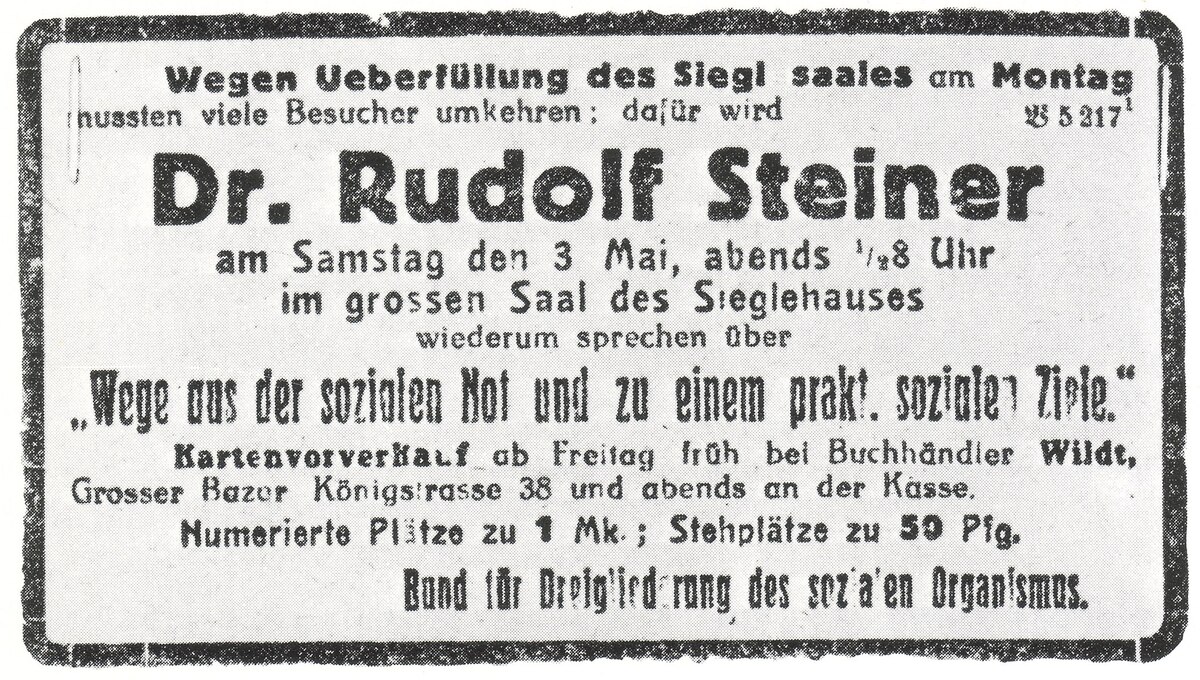 Wegen Ueberfüllung des Siegl saales am Montag
mussten viele Besucher umkehren; dafür wird 𝔅 5 217¹
Dr. Rudolf Steiner
am Samstag den 3 Mai, abends ½8 Uhr
im grossen Saal des Sieglehauses
wiederum sprechen über
„Wege aus der sozialen Not und zu einem prakt. sozialen Ziele.“
Kartenvorverkauf ab Freitag früh bei Buchhändler Wildt,
Grosser Bazar Königstrasse 38 und abends an der Kasse.
Numerierte Plätze zu 1 Mk.; Stehplätze zu 50 Pfg.
Bund für Dreigliederung des sozialen Organismus.